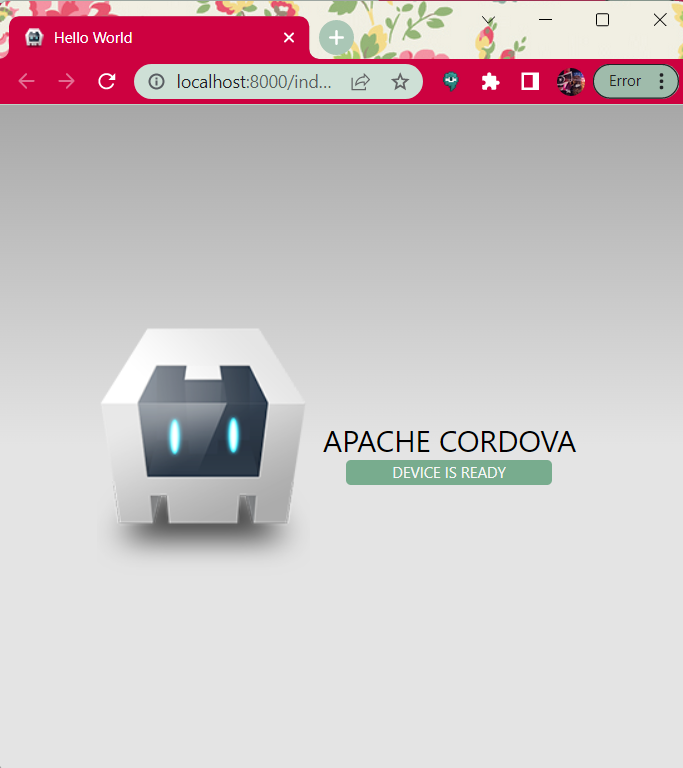 Hello World
localhost:8000/ind...
Error
APACHE CORDOVA
DEVICE IS READY